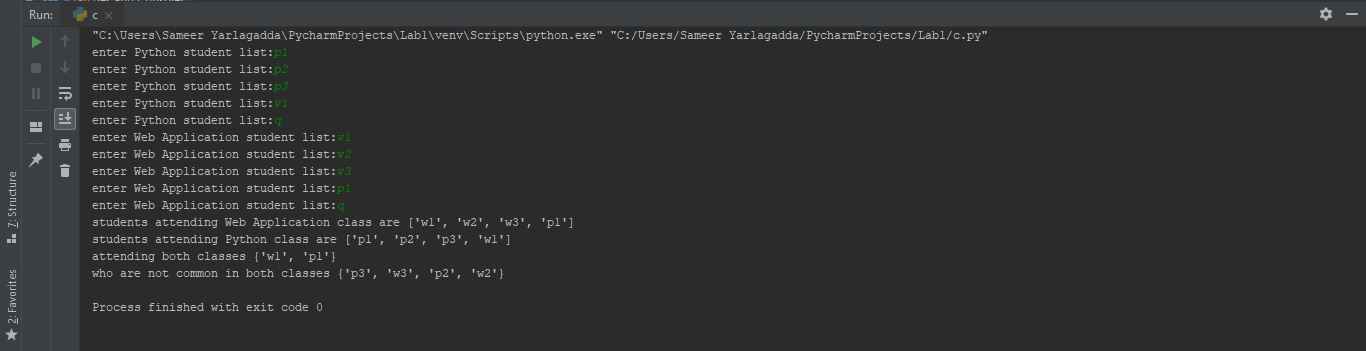 Run:
c
"C:\Users\Sameer Yarlagadda\PycharmProjects\Lab1\venv\Scripts\python.exe" "C:/Users/Sameer Yarlagadda/PycharmProjects/Lab1/c.py"
enter Python student list:p1
enter Python student list:p2
enter Python student list:p3
enter Python student list:w1
enter Python student list:q
enter Web Application student list:w1
enter Web Application student list:w2
enter Web Application student list:w3
enter Web Application student list:p1
enter Web Application student list:q
students attending Web Application class are ['w1', 'w2', 'w3', 'p1']
students attending Python class are ['p1', 'p2', 'p3', 'w1']
attending both classes {'w1', 'p1'}
who are not common in both classes {'p3', 'w3', 'p2', 'w2'}
Process finished with exit code 0
7: Structure
2: Favorites